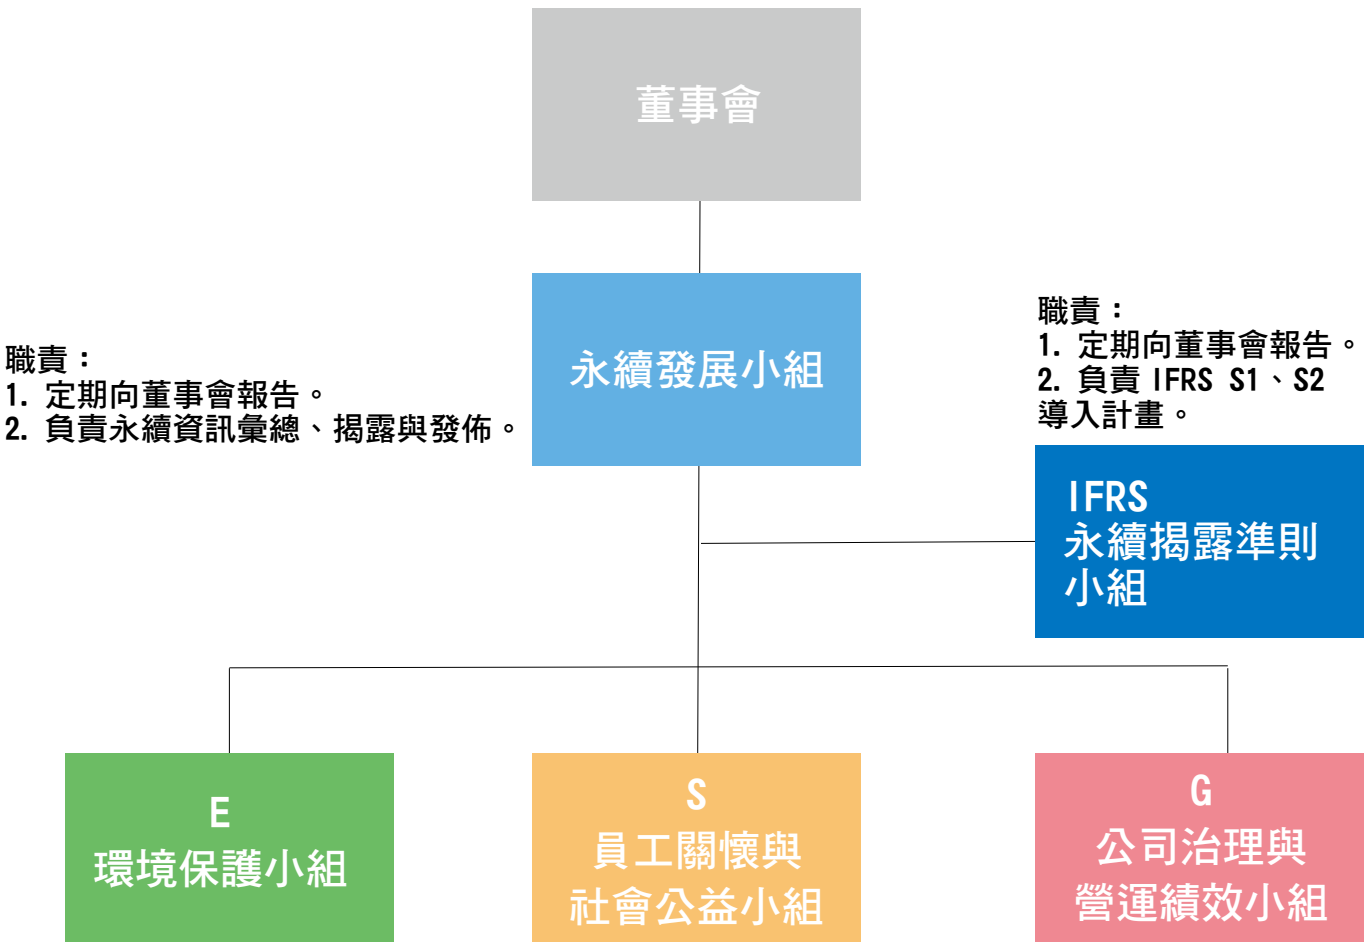 董事會
永續發展小組
職責：
1. 定期向董事會報告。
2. 負責永續資訊彙總、揭露與發佈。
職責：
1. 定期向董事會報告。
2. 負責 IFRS S1、S2
導入計畫。
IFRS
永續揭露準則
小組
E
環境保護小組
S
員工關懷與
社會公益小組
G
公司治理與
營運績效小組